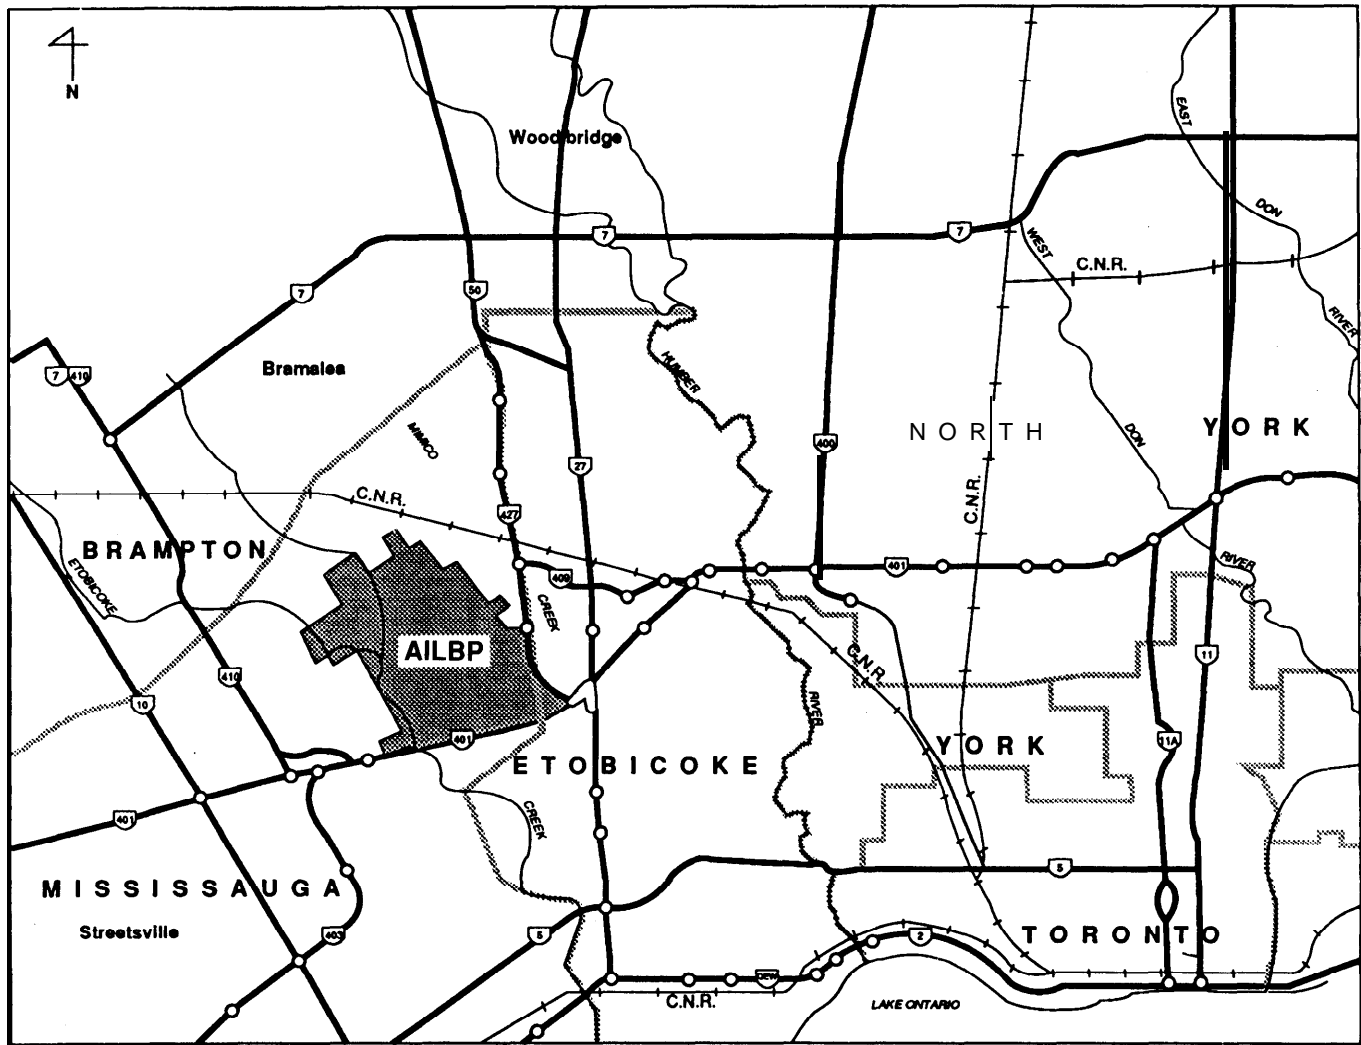 N
Woodbridge
EAST
DON
7
7
WEST
C.N.R.
7
50
RIVER
Bramalea
HUMBER
7 410
MIMICO
NORTH
YORK
DON
400
27
C.N.R.
C.N.R.
427
BRAMPTON
ETOBICOKE
409
401
RIVER
CREEK
AILBP
C.N.R.
11
410
10
RIVER
401
YORK
11A
ETOBICOKE
401
CREEK
5
MISSISSAUGA
Streetsville
403
5
2
TORONTO
QEW
C.N.R.
LAKE ONTARIO